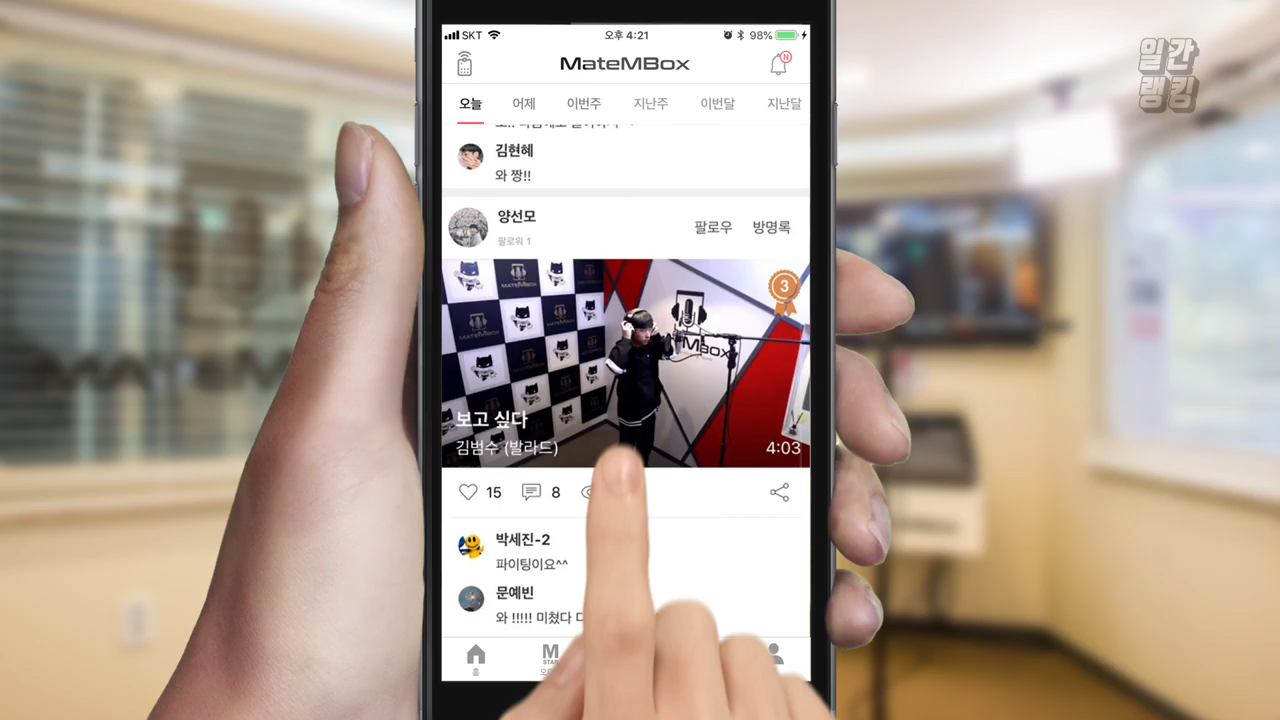 일간
랭킹
SKT 오후 4:21 98%
MateMBox
N
오늘 어제 이번주 지난주 이번달 지난달
김현혜
와 짱!!
양선모
팔로워 1
팔로우 방명록
3
MATEMBOX
MBox
보고 싶다
김범수 (발라드)
4:03
15 8
박세진-2
파이팅이요^^
문예빈
와 !!!!! 미쳤다
홈
M
STAR